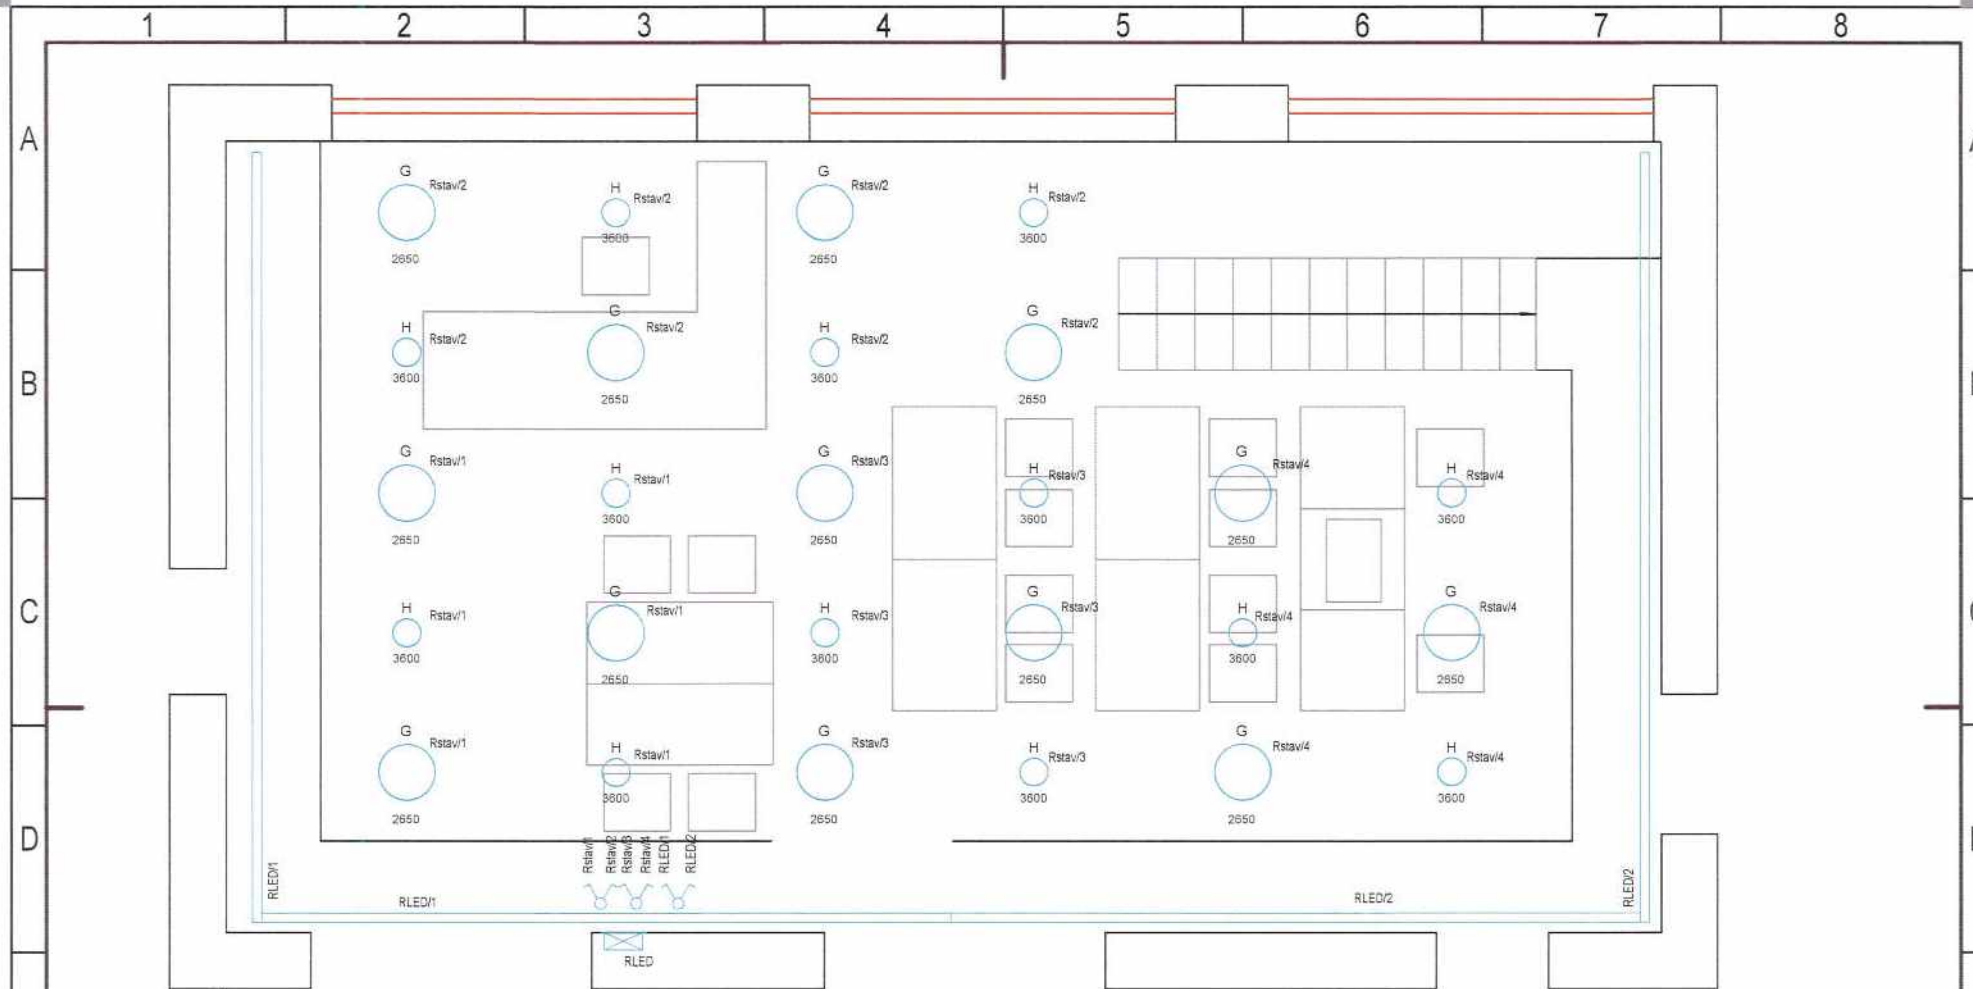 1 2 3 4 5 6 7 8
A
G Rstav/2 H Rstav/2 G Rstav/2 H Rstav/2
2650 3600 2650 3600
H Rstav/2 G Rstav/2 H Rstav/2 G Rstav/2
B
3600 2650 3600 2650
G Rstav/1 H Rstav/1 G Rstav/3 H Rstav/3 G Rstav/4 H Rstav/4
2650 3600 2650 3600 2650 3600
C
H Rstav/1 G Rstav/1 H Rstav/3 G Rstav/3 H Rstav/4 G Rstav/4
3600 2650 3600 2650 3600 2650
G Rstav/1 H Rstav/1 G Rstav/3 H Rstav/3 G Rstav/4 H Rstav/4
2650 3600 2650 3600 2650 3600
D
Rstav/1 Rstav/2 Rstav/3 Rstav/4 RLED/1 RLED/2
RLED/1 RLED/2
RLED/1 RLED/2
RLED